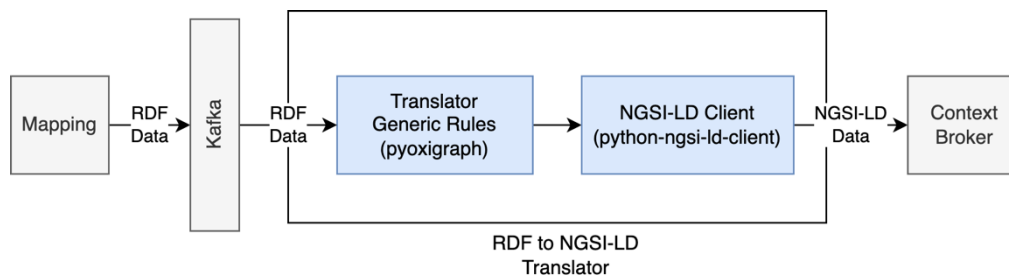 Mapping
RDF
Data
Kafka
RDF
Data
Translator
Generic Rules
(pyoxigraph)
NGSI-LD Client
(python-ngsi-ld-client)
NGSI-LD
Data
Context
Broker
RDF to NGSI-LD
Translator